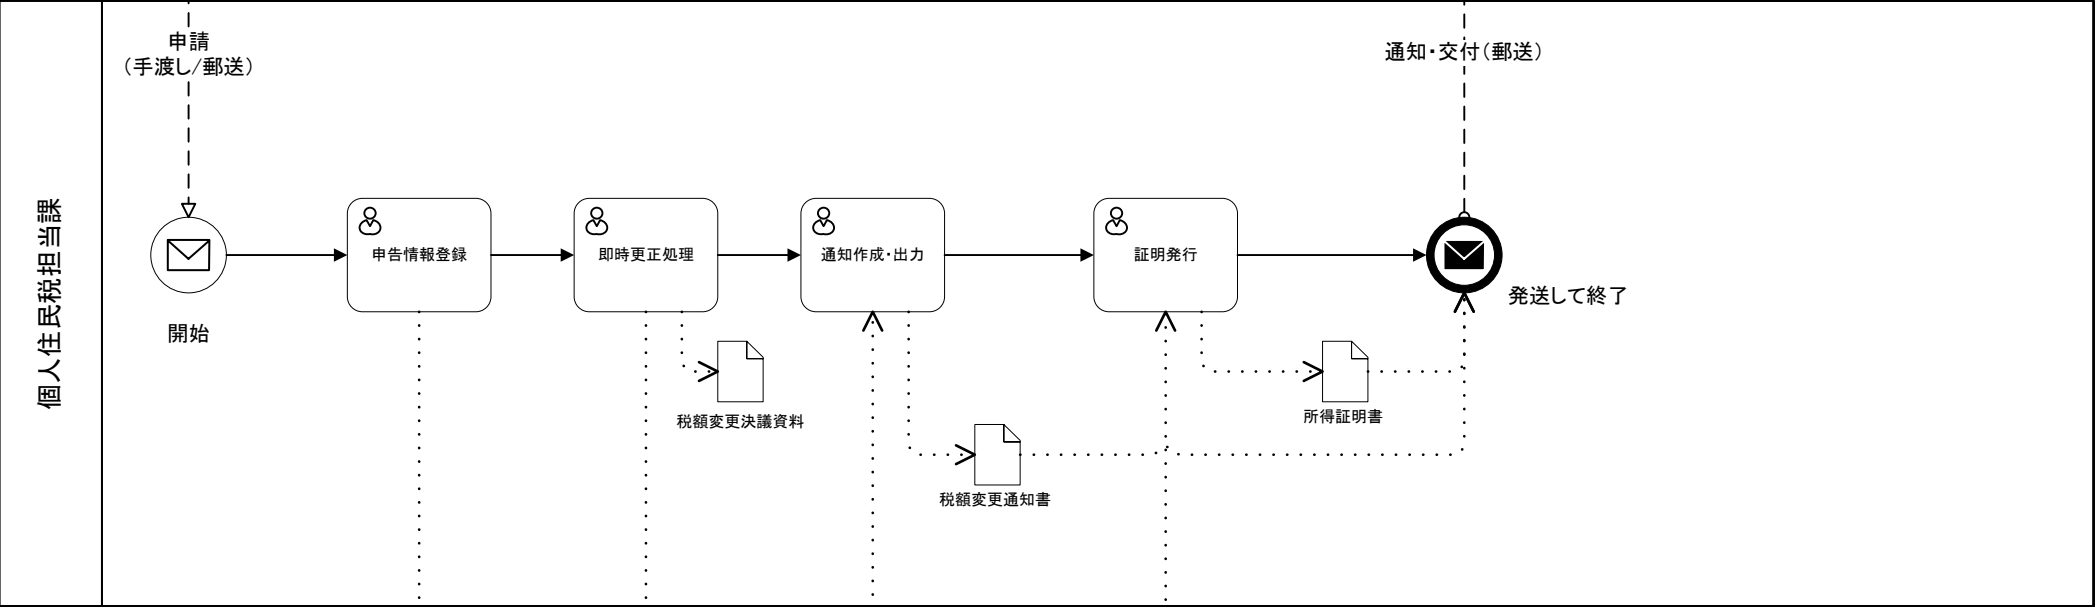 個人住民税担当課
申請
（手渡し/郵送）
開始
申告情報登録
即時更正処理
税額変更決議資料
通知作成・出力
税額変更通知書
証明発行
所得証明書
通知・交付（郵送）
発送して終了